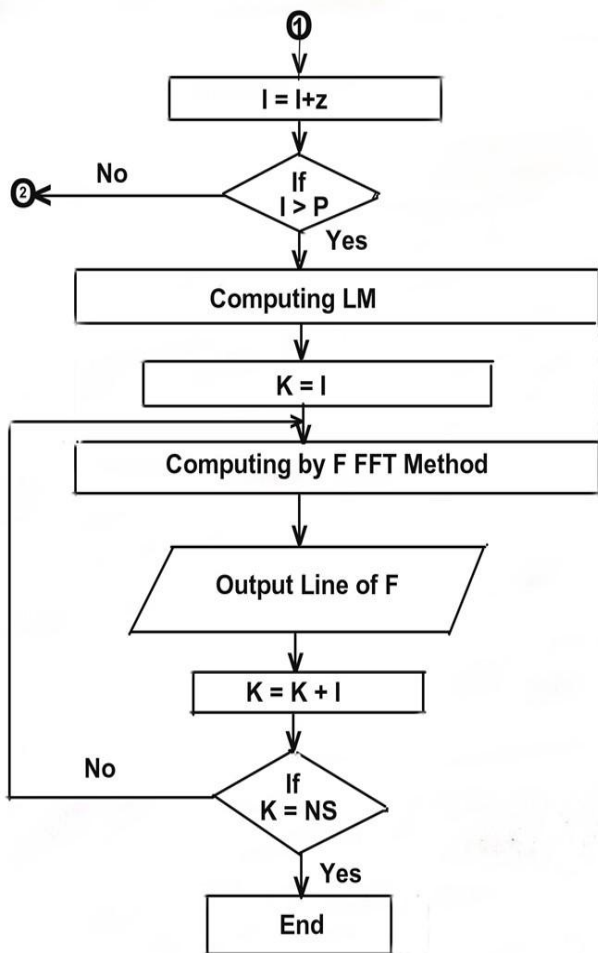 1
I = I+z
No
2
If
I > P
Yes
Computing LM
K = I
Computing by F FFT Method
Output Line of F
K = K + I
No
If
K = NS
Yes
End